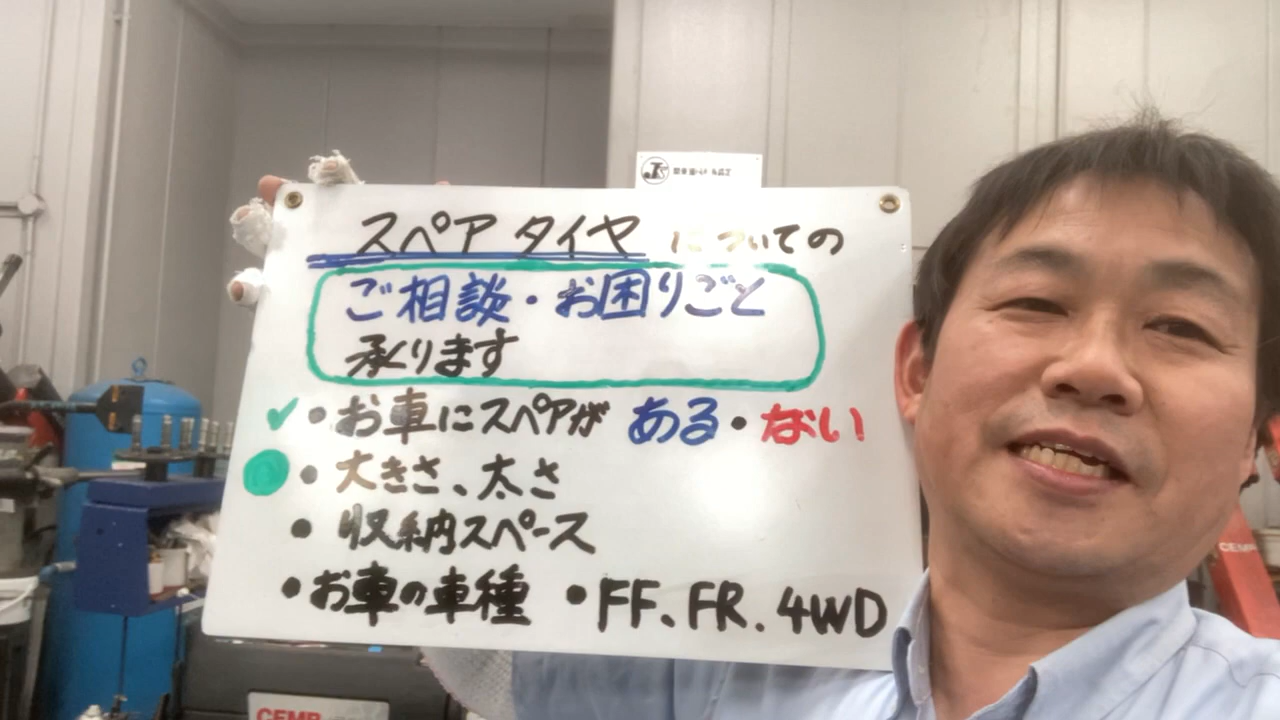 スペアタイヤについての
ご相談・お困りごと
承ります
✓・お車にスペアが ある・ない
・大きさ、太さ
・収納スペース
・お車の車種 ・FF、FR、4WD
CEMB